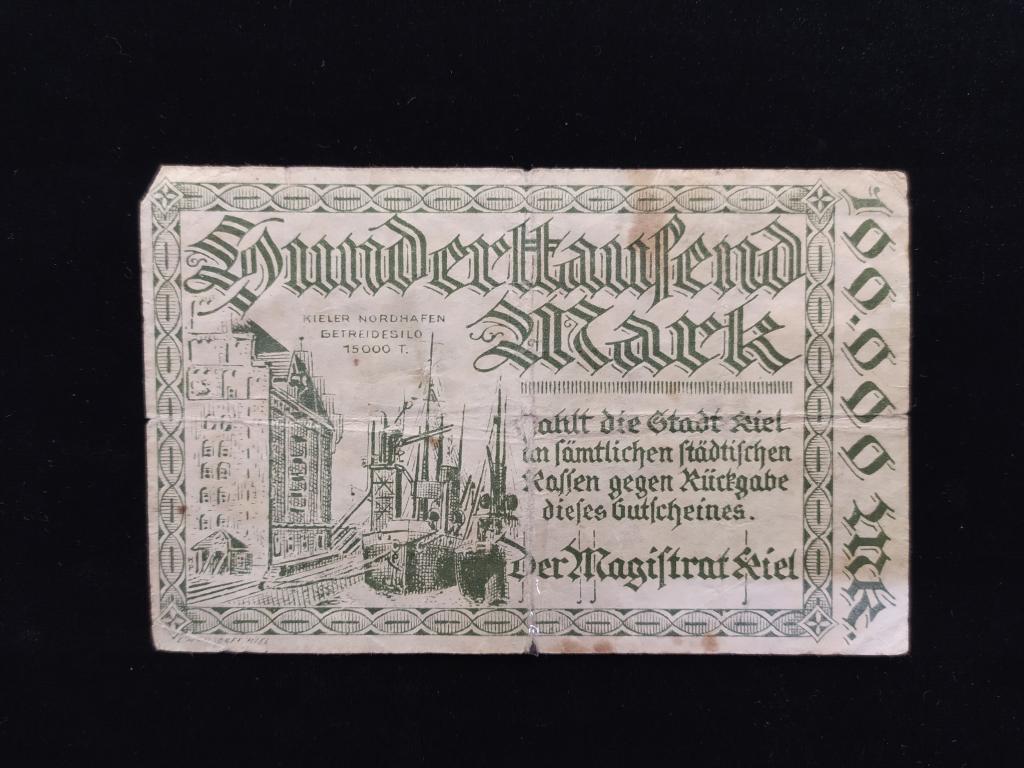 Hunderttausend
Mark
KIELER NORDHAFEN
GETREIDESILO
15000 T.
zahlt die Stadt Kiel
in sämtlichen städtischen
Kassen gegen Rückgabe
dieses Gutscheines.
Der Magistrat Kiel
100.000 Mk.